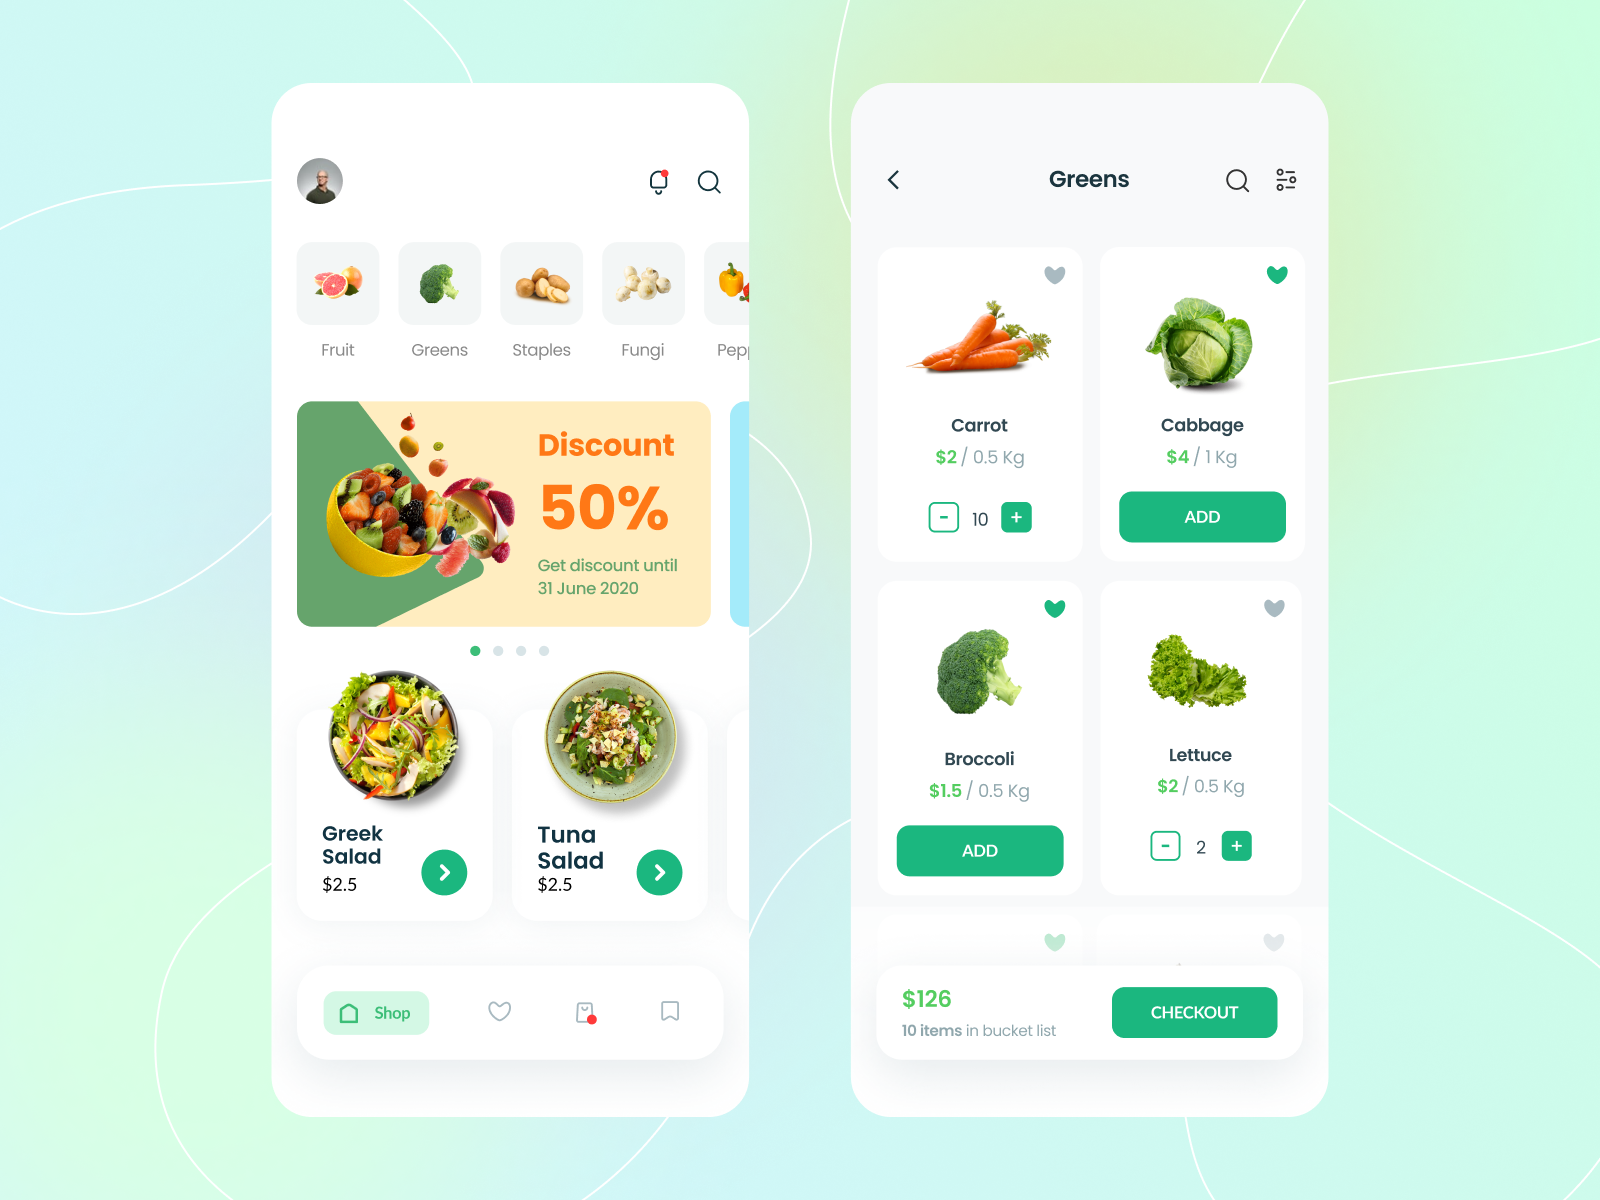 Fruit
Greens
Staples
Fungi
Discount
50%
Get discount until
31 June 2020
Greek
Salad
$2.5
Tuna
Salad
$2.5
Shop
Greens
Carrot
$2 / 0.5 Kg
- 10 +
Cabbage
$4 / 1 Kg
ADD
Broccoli
$1.5 / 0.5 Kg
ADD
Lettuce
$2 / 0.5 Kg
- 2 +
$126
10 items in bucket list
CHECKOUT